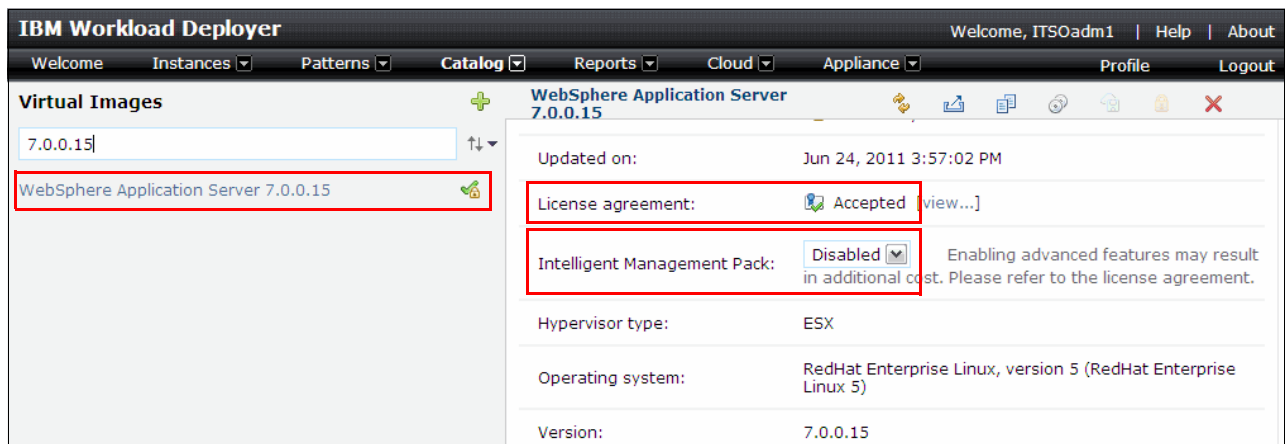 IBM Workload Deployer
Welcome, ITSOadm1 | Help | About
Welcome Instances Patterns Catalog Reports Cloud Appliance Profile Logout
Virtual Images
7.0.0.15
WebSphere Application Server 7.0.0.15
WebSphere Application Server
7.0.0.15
Updated on: Jun 24, 2011 3:57:02 PM
License agreement: Accepted [view...]
Intelligent Management Pack: Disabled Enabling advanced features may result
in additional cost. Please refer to the license agreement.
Hypervisor type: ESX
Operating system: RedHat Enterprise Linux, version 5 (RedHat Enterprise
Linux 5)
Version: 7.0.0.15